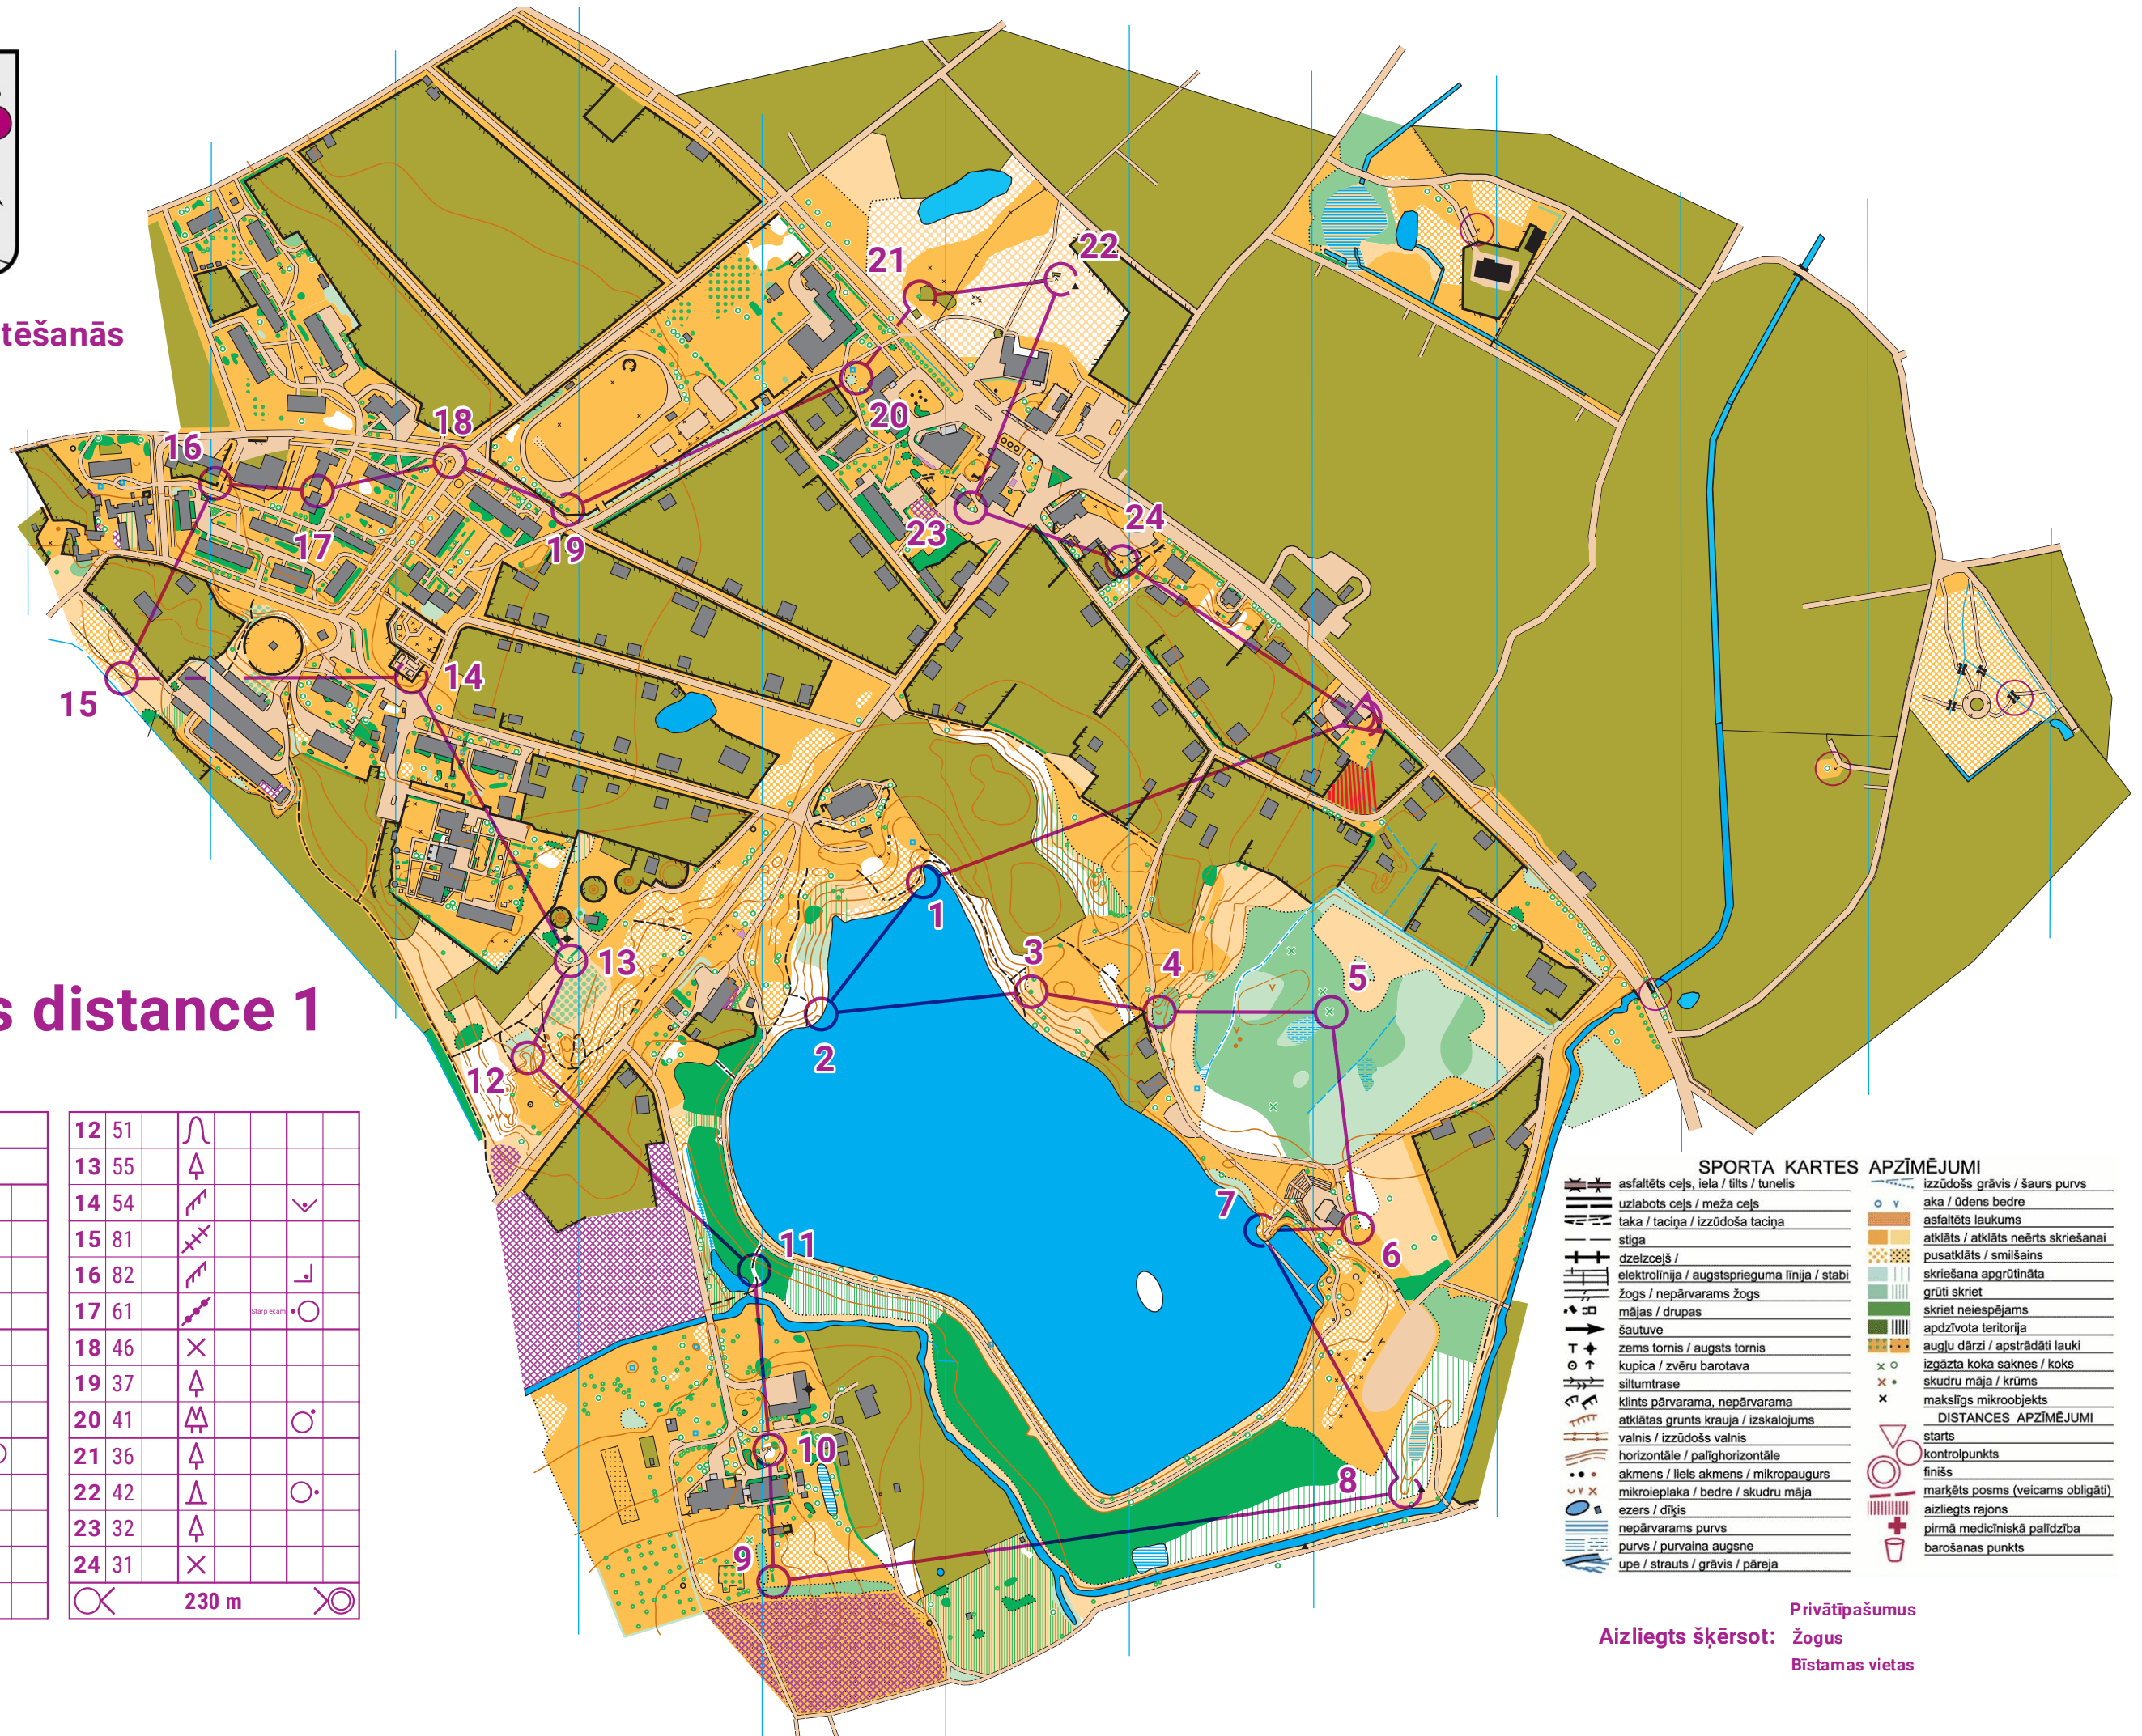 tēšanās
s distance 1
21
22
18
16
20
17
19
23
24
14
15
1
13
3
4
5
2
12
7
11
6
10
8
9
12 51
13 55
14 54
15 81
16 82
17 61 Starp ēkām
18 46
19 37
20 41
21 36
22 42
23 32
24 31
230 m
SPORTA KARTES APZĪMĒJUMI
asfaltēts ceļs, iela / tilts / tunelis
uzlabots ceļš / meža ceļš
taka / taciņa / izzūdoša taciņa
stiga
dzelzceļš /
elektrolīnija / augstsprieguma līnija / stabi
žogs / nepārvarams žogs
mājas / drupas
šautuve
zems tornis / augsts tornis
kupica / zvēru barotava
siltumtrase
klints pārvarama, nepārvarama
atklātas grunts krauja / izskalojums
valnis / izzūdošs valnis
horizontāle / palīghorizontāle
akmens / liels akmens / mikropaugurs
mikroieplaka / bedre / skudru māja
ezers / dīķis
nepārvarams purvs
purvs / purvaina augsne
upe / strauts / grāvis / pāreja
izzūdošs grāvis / šaurs purvs
aka / ūdens bedre
asfaltēts laukums
atklāts / atklāts neērts skriešanai
pusatklāts / smilšains
skriešana apgrūtināta
grūti skriet
skriet neiespējams
apdzīvota teritorija
augļu dārzi / apstrādāti lauki
izgāzta koka saknes / koks
skudru māja / krūms
makslīgs mikroobjekts
DISTANCES APZĪMĒJUMI
starts
kontrolpunkts
finišs
marķēts posms (veicams obligāti)
aizliegts rajons
pirmā medicīniskā palīdzība
barošanas punkts
Privātīpašumus
Aizliegts šķērsot: Žogus
Bīstamas vietas